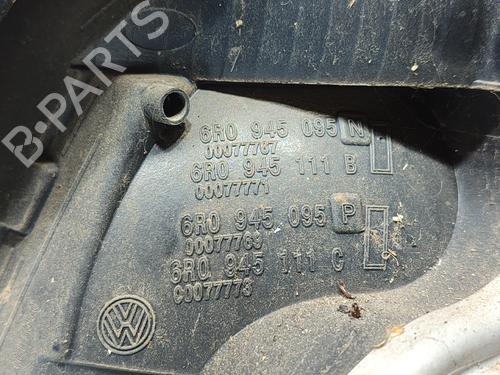 B-PARTS
6R0 945 095 N
00077767
6R0 945 111 B
00077771
6R0 945 095 P
00077769
6R0 945 111 C
00077773
VW